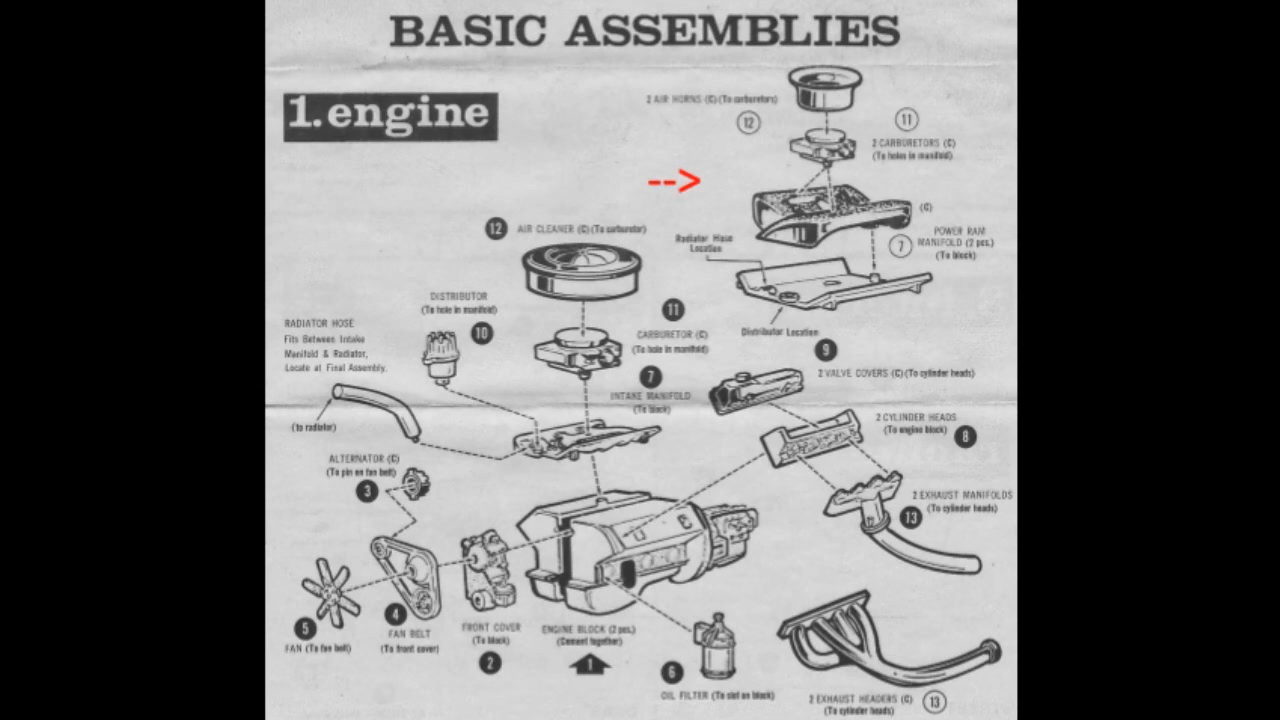 BASIC ASSEMBLIES
1. engine
2 AIR HORNS (C) (To carburetors)
12
11
2 CARBURETORS (C)
(To holes in manifold)
-->
(C)
7
POWER RAM
MANIFOLD (2 pcs.)
(To block)
Radiator Hose
Location
Distributor Location
12
AIR CLEANER (C) (To carburetor)
DISTRIBUTOR
(To hole in manifold)
10
11
CARBURETOR (C)
(To hole in manifold)
RADIATOR HOSE
Fits Between Intake
Manifold & Radiator,
Locate at Final Assembly.
(to radiator)
7
INTAKE MANIFOLD
(To block)
9
2 VALVE COVERS (C) (To cylinder heads)
2 CYLINDER HEADS
(To engine block)
8
ALTERNATOR (C)
(To pin on fan belt)
3
2 EXHAUST MANIFOLDS
(To cylinder heads)
13
5
FAN (To fan belt)
4
FAN BELT
(To front cover)
FRONT COVER
(To block)
2
ENGINE BLOCK (2 pcs.)
(Cement together)
1
6
OIL FILTER (To slot on block)
2 EXHAUST HEADERS (C)
(To cylinder heads)
13